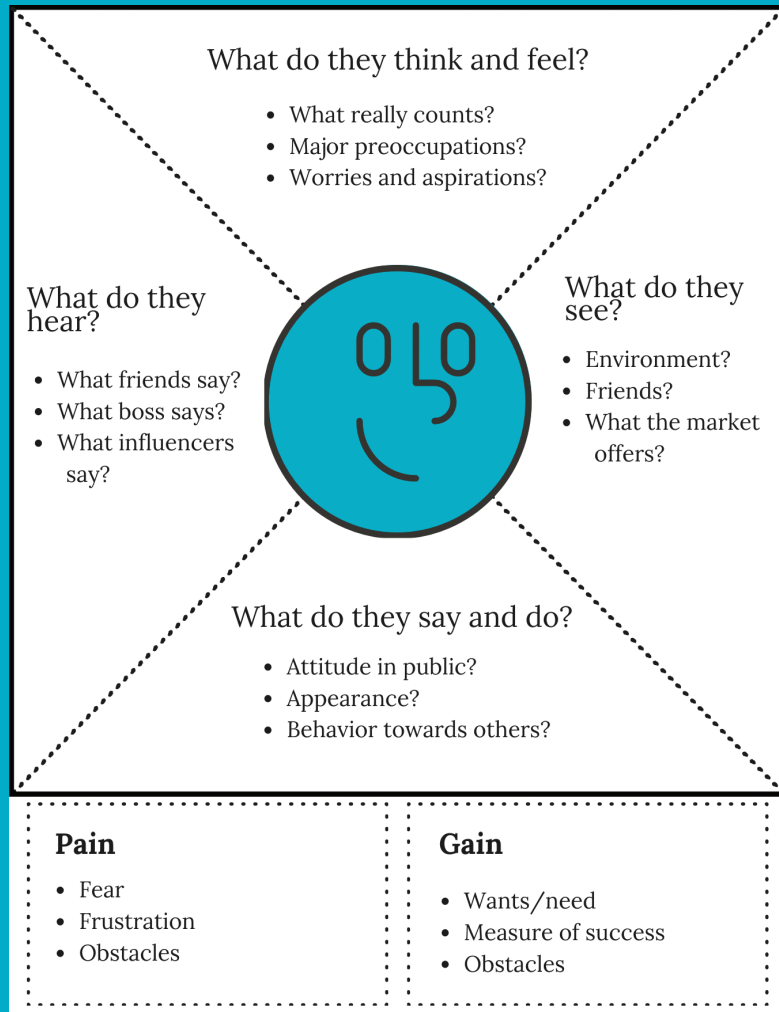 What do they think and feel?
What really counts?
Major preoccupations?
Worries and aspirations?
What do they
hear?
What friends say?
What boss says?
What influencers
say?
What do they
see?
Environment?
Friends?
What the market
offers?
What do they say and do?
Attitude in public?
Appearance?
Behavior towards others?
Pain
Fear
Frustration
Obstacles
Gain
Wants/need
Measure of success
Obstacles